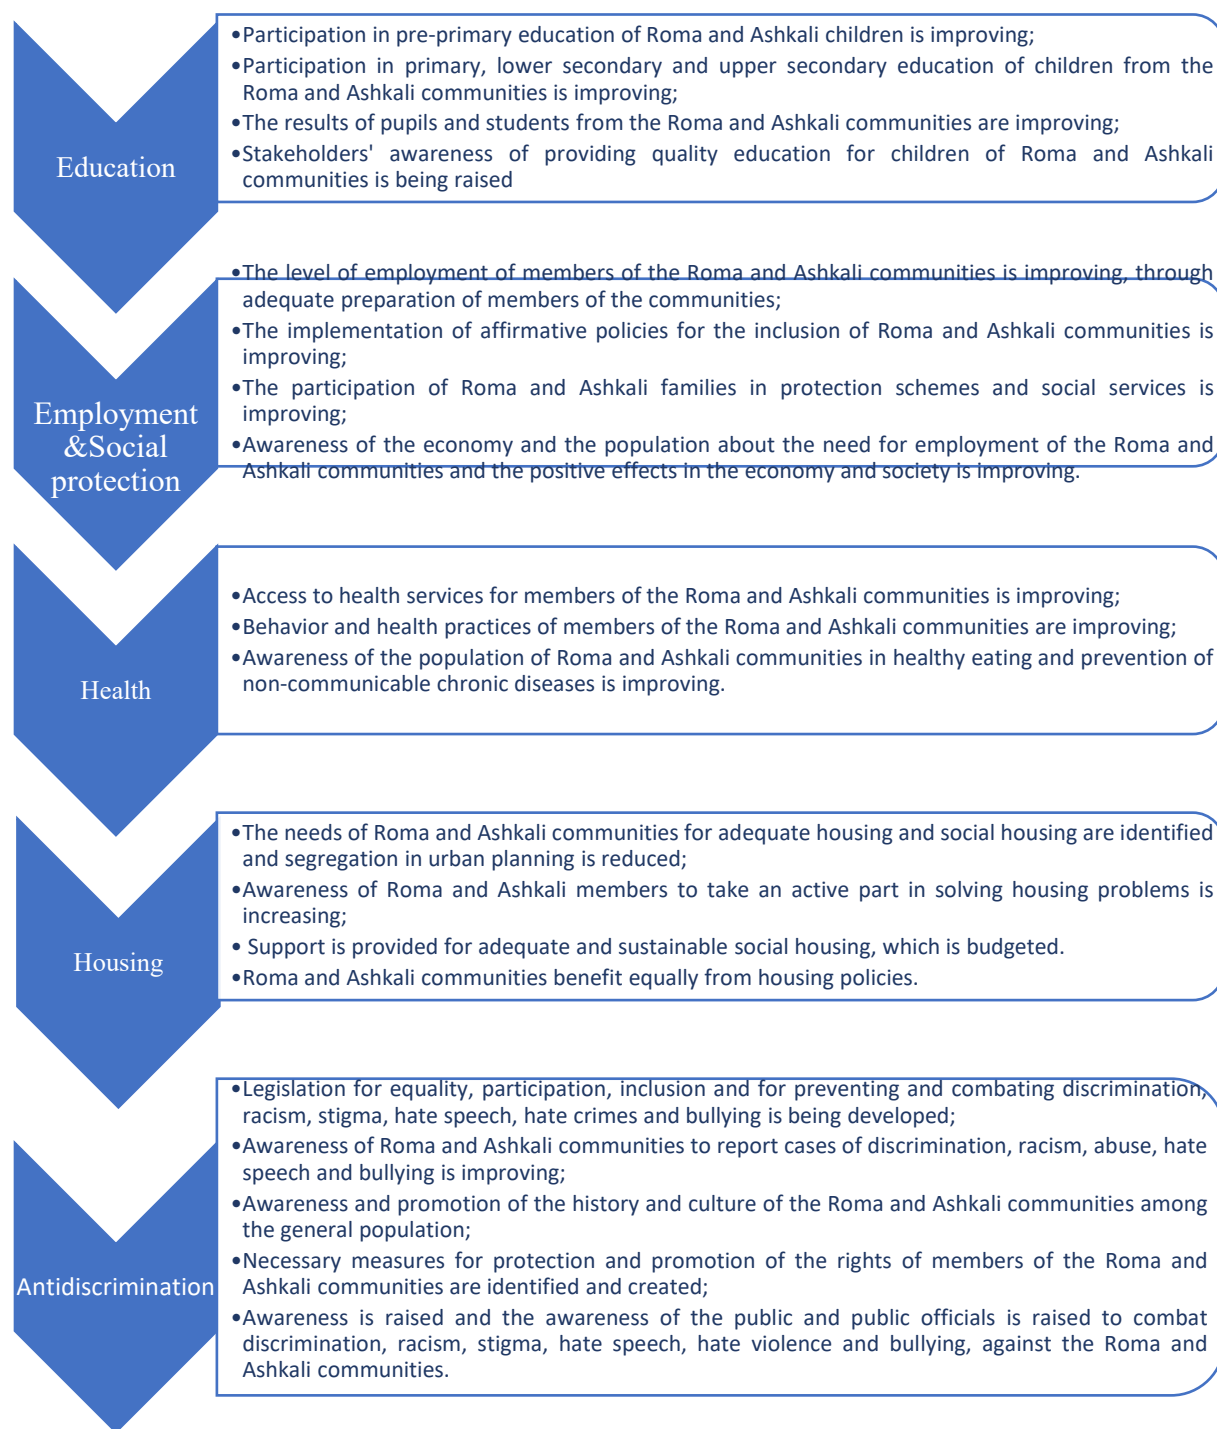 Education
•Participation in pre-primary education of Roma and Ashkali children is improving;
•Participation in primary, lower secondary and upper secondary education of children from the
Roma and Ashkali communities is improving;
•The results of pupils and students from the Roma and Ashkali communities are improving;
•Stakeholders' awareness of providing quality education for children of Roma and Ashkali
communities is being raised
Employment
&Social
protection
•The level of employment of members of the Roma and Ashkali communities is improving, through
adequate preparation of members of the communities;
•The implementation of affirmative policies for the inclusion of Roma and Ashkali communities is
improving;
•The participation of Roma and Ashkali families in protection schemes and social services is
improving;
•Awareness of the economy and the population about the need for employment of the Roma and
Ashkali communities and the positive effects in the economy and society is improving.
Health
•Access to health services for members of the Roma and Ashkali communities is improving;
•Behavior and health practices of members of the Roma and Ashkali communities are improving;
•Awareness of the population of Roma and Ashkali communities in healthy eating and prevention of
non-communicable chronic diseases is improving.
Housing
•The needs of Roma and Ashkali communities for adequate housing and social housing are identified
and segregation in urban planning is reduced;
•Awareness of Roma and Ashkali members to take an active part in solving housing problems is
increasing;
• Support is provided for adequate and sustainable social housing, which is budgeted.
•Roma and Ashkali communities benefit equally from housing policies.
Antidiscrimination
•Legislation for equality, participation, inclusion and for preventing and combating discrimination,
racism, stigma, hate speech, hate crimes and bullying is being developed;
•Awareness of Roma and Ashkali communities to report cases of discrimination, racism, abuse, hate
speech and bullying is improving;
•Awareness and promotion of the history and culture of the Roma and Ashkali communities among
the general population;
•Necessary measures for protection and promotion of the rights of members of the Roma and
Ashkali communities are identified and created;
•Awareness is raised and the awareness of the public and public officials is raised to combat
discrimination, racism, stigma, hate speech, hate violence and bullying, against the Roma and
Ashkali communities.